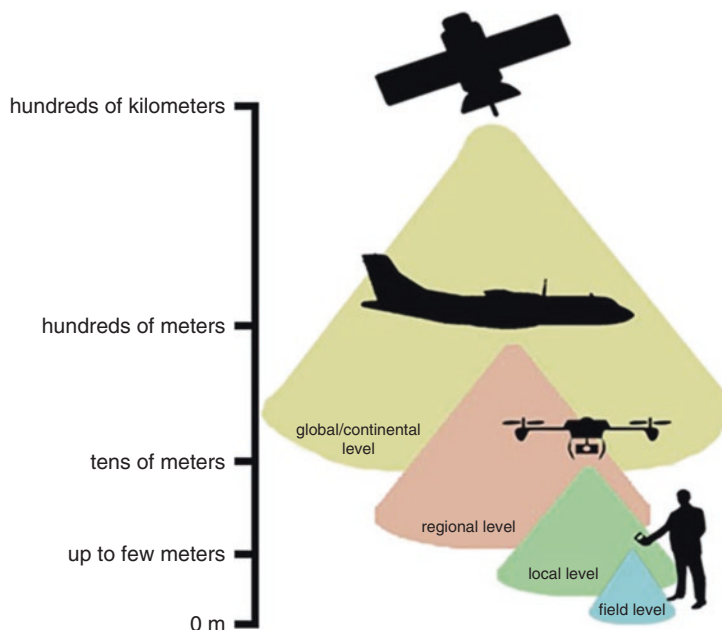 hundreds of kilometers
hundreds of meters
global/continental
level
tens of meters
regional level
up to few meters
local level
field level
0 m